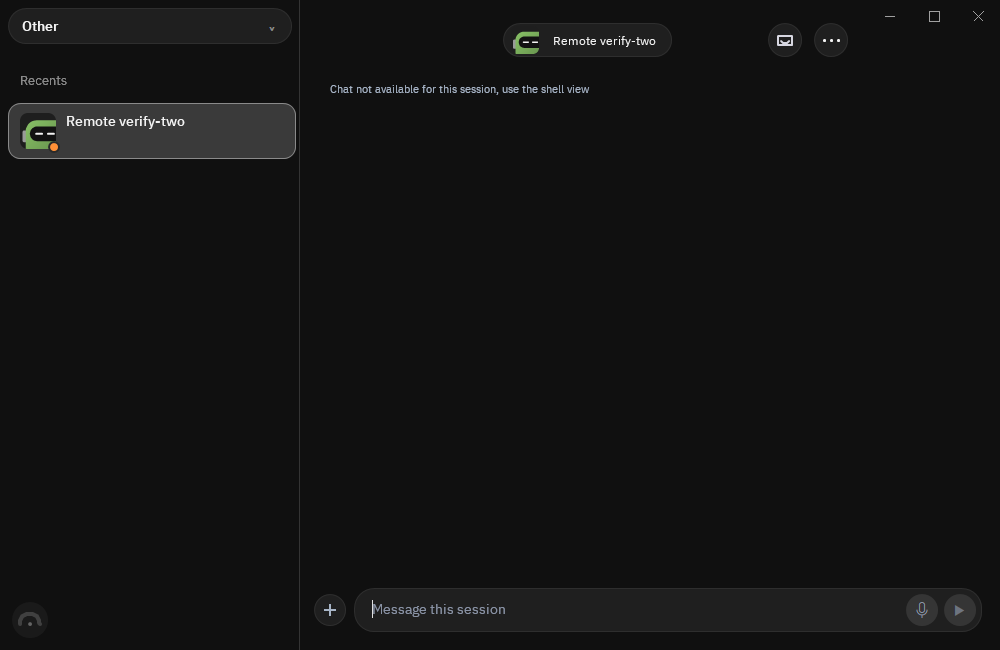 Other
Recents
Remote verify-two
Remote verify-two
Chat not available for this session, use the shell view
Message this session